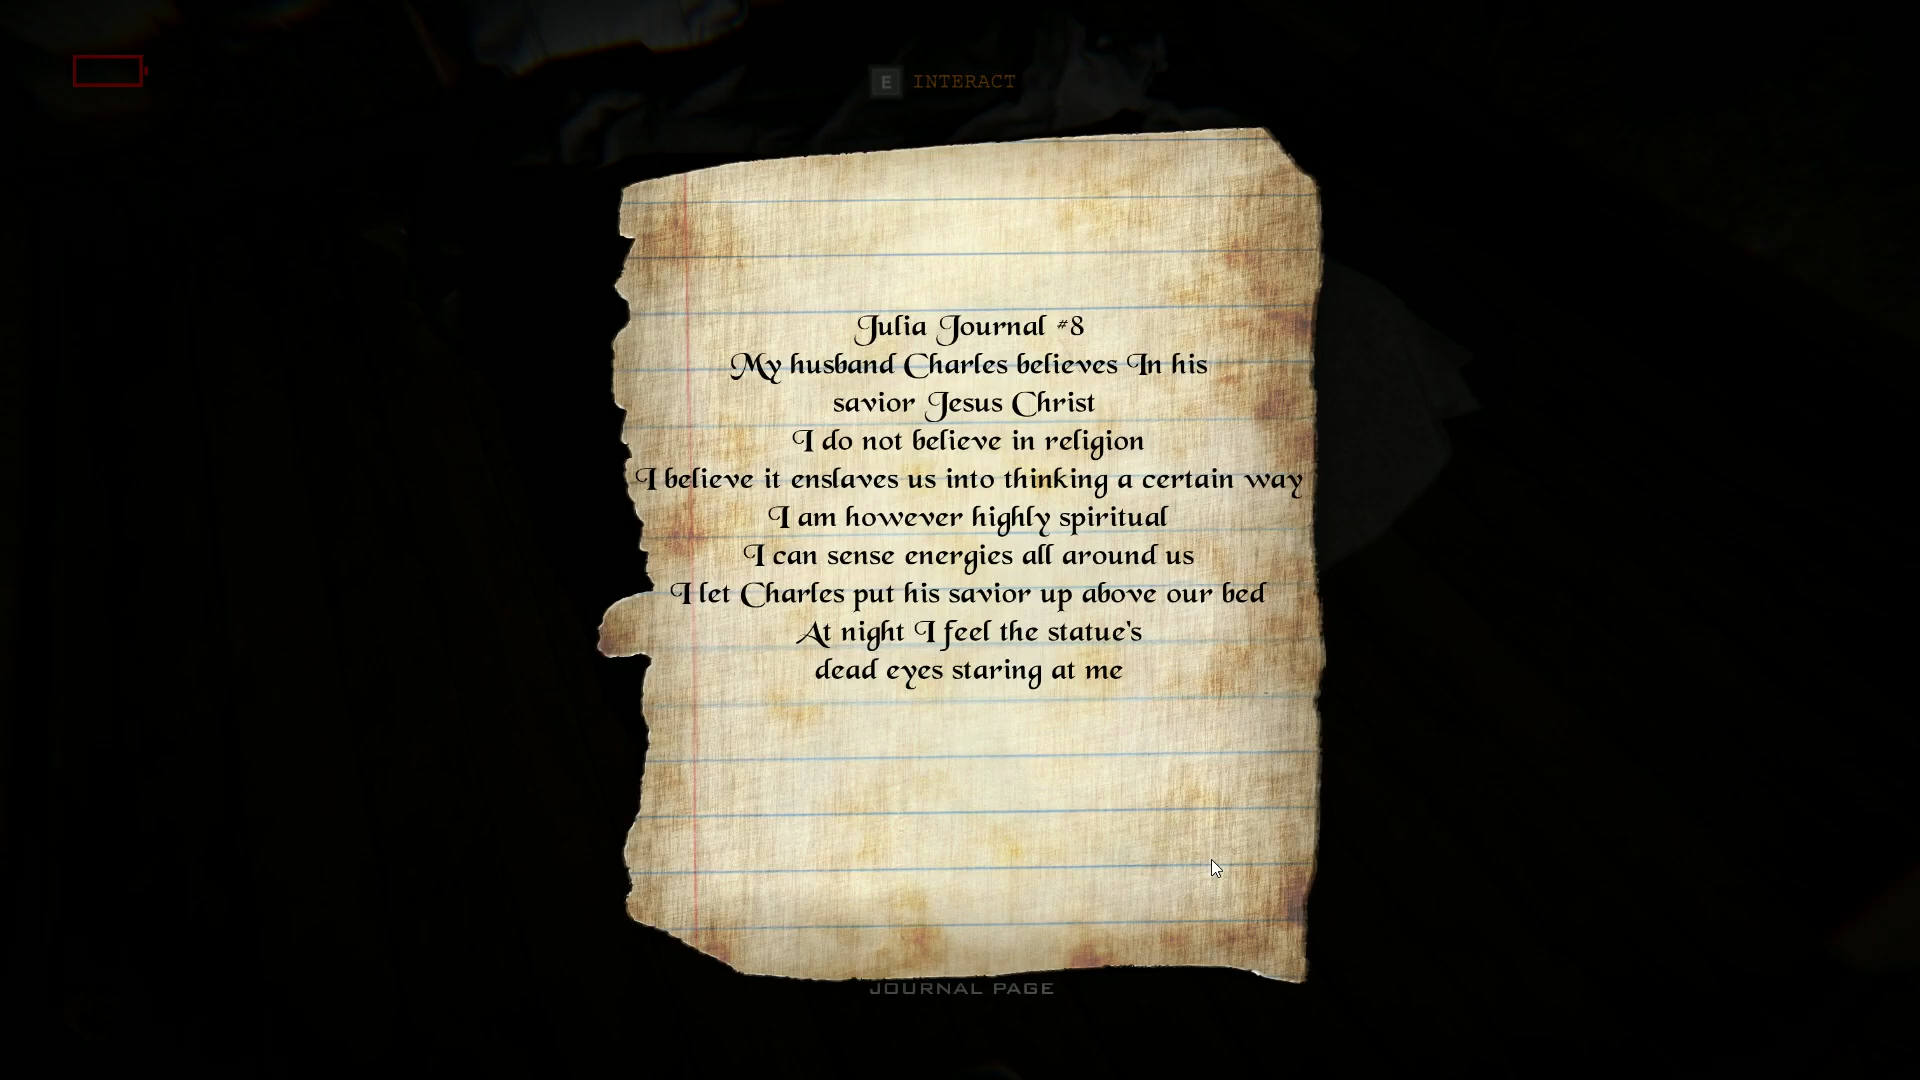 E INTERACT
Julia Journal #8
My husband Charles believes In his
savior Jesus Christ
I do not believe in religion
I believe it enslaves us into thinking a certain way
I am however highly spiritual
I can sense energies all around us
I let Charles put his savior up above our bed
At night I feel the statue's
dead eyes staring at me
JOURNAL PAGE